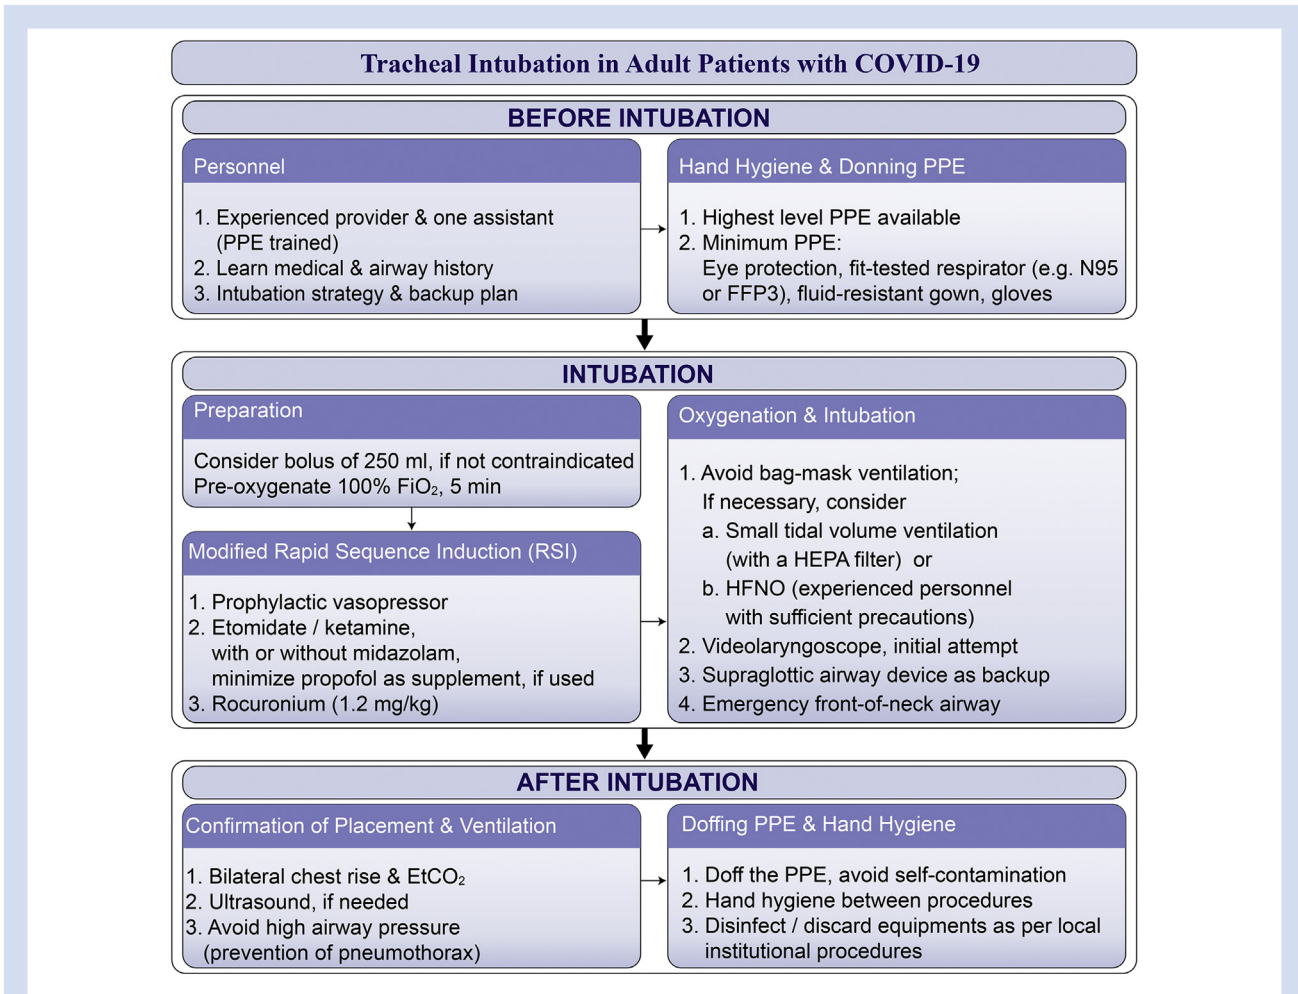 Tracheal Intubation in Adult Patients with COVID-19
BEFORE INTUBATION
Personnel
1. Experienced provider & one assistant
(PPE trained)
2. Learn medical & airway history
3. Intubation strategy & backup plan
Hand Hygiene & Donning PPE
1. Highest level PPE available
2. Minimum PPE:
Eye protection, fit-tested respirator (e.g. N95
or FFP3), fluid-resistant gown, gloves
INTUBATION
Preparation
Consider bolus of 250 ml, if not contraindicated
Pre-oxygenate 100% FiO₂, 5 min
Modified Rapid Sequence Induction (RSI)
1. Prophylactic vasopressor
2. Etomidate / ketamine,
with or without midazolam,
minimize propofol as supplement, if used
3. Rocuronium (1.2 mg/kg)
Oxygenation & Intubation
1. Avoid bag-mask ventilation;
If necessary, consider
a. Small tidal volume ventilation
(with a HEPA filter) or
b. HFNO (experienced personnel
with sufficient precautions)
2. Videolaryngoscope, initial attempt
3. Supraglottic airway device as backup
4. Emergency front-of-neck airway
AFTER INTUBATION
Confirmation of Placement & Ventilation
1. Bilateral chest rise & EtCO₂
2. Ultrasound, if needed
3. Avoid high airway pressure
(prevention of pneumothorax)
Doffing PPE & Hand Hygiene
1. Doff the PPE, avoid self-contamination
2. Hand hygiene between procedures
3. Disinfect / discard equipments as per local
institutional procedures